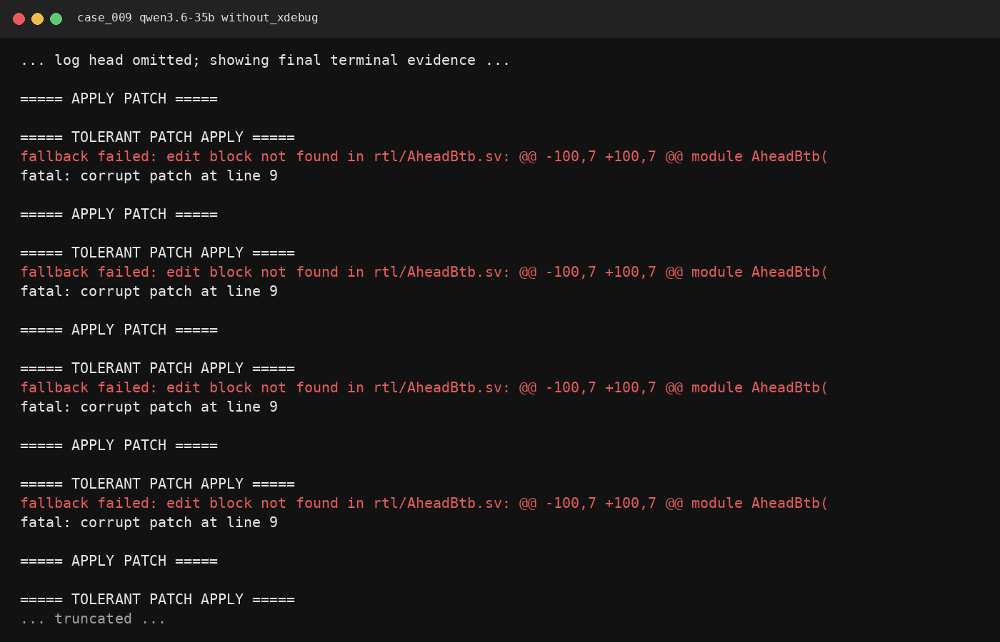 case_009 qwen3.6-35b without_xdebug
... log head omitted; showing final terminal evidence ...
===== APPLY PATCH =====
===== TOLERANT PATCH APPLY =====
fallback failed: edit block not found in rtl/AheadBtb.sv: @@ -100,7 +100,7 @@ module AheadBtb(
fatal: corrupt patch at line 9
===== APPLY PATCH =====
===== TOLERANT PATCH APPLY =====
fallback failed: edit block not found in rtl/AheadBtb.sv: @@ -100,7 +100,7 @@ module AheadBtb(
fatal: corrupt patch at line 9
===== APPLY PATCH =====
===== TOLERANT PATCH APPLY =====
fallback failed: edit block not found in rtl/AheadBtb.sv: @@ -100,7 +100,7 @@ module AheadBtb(
fatal: corrupt patch at line 9
===== APPLY PATCH =====
===== TOLERANT PATCH APPLY =====
fallback failed: edit block not found in rtl/AheadBtb.sv: @@ -100,7 +100,7 @@ module AheadBtb(
fatal: corrupt patch at line 9
===== APPLY PATCH =====
===== TOLERANT PATCH APPLY =====
... truncated ...